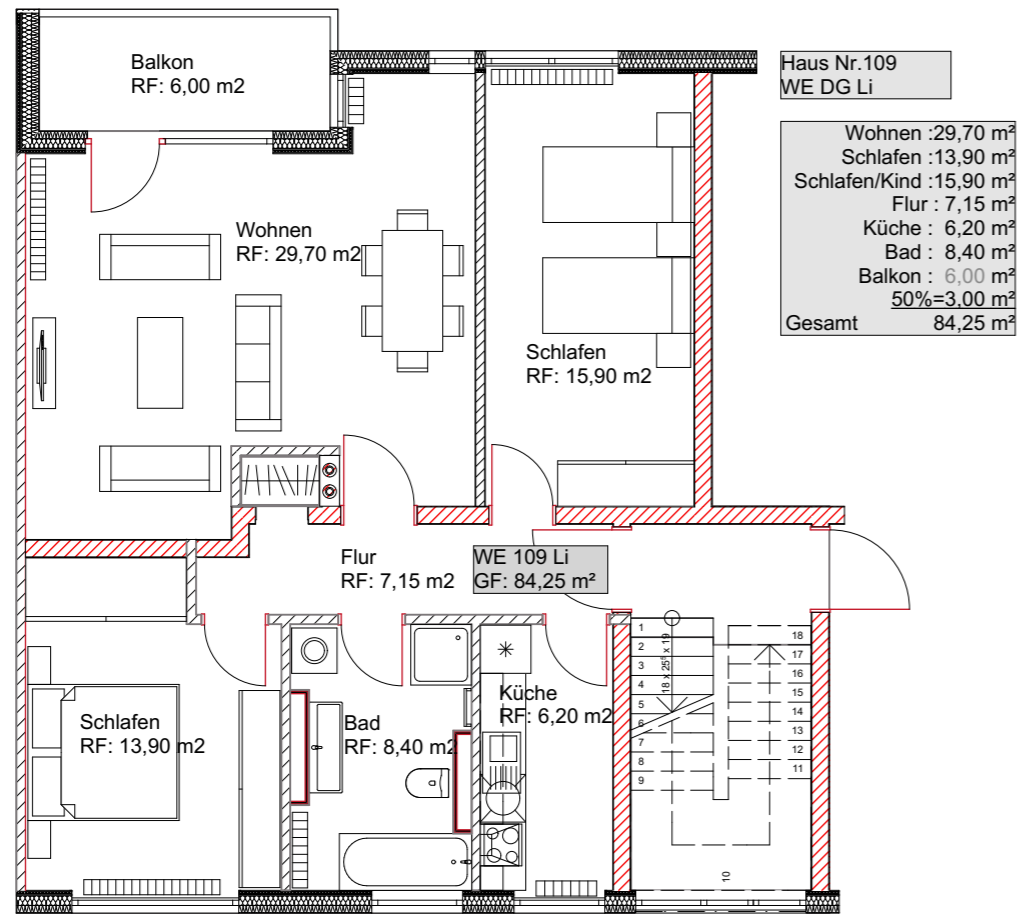 Balkon
RF: 6,00 m2
Haus Nr.109
WE DG Li
Wohnen :29,70 m²
Schlafen :13,90 m²
Schlafen/Kind :15,90 m²
Flur : 7,15 m²
Küche : 6,20 m²
Bad : 8,40 m²
Balkon : 6,00 m²
50%=3,00 m²
Gesamt 84,25 m²
Wohnen
RF: 29,70 m2
Schlafen
RF: 15,90 m2
Flur
RF: 7,15 m2
WE 109 Li
GF: 84,25 m²
Schlafen
RF: 13,90 m2
Bad
RF: 8,40 m2
Küche
RF: 6,20 m2
1
2
3
4
5
6
7
8
9
18 x 25⁵ x 19
18
17
16
15
14
13
12
11
10